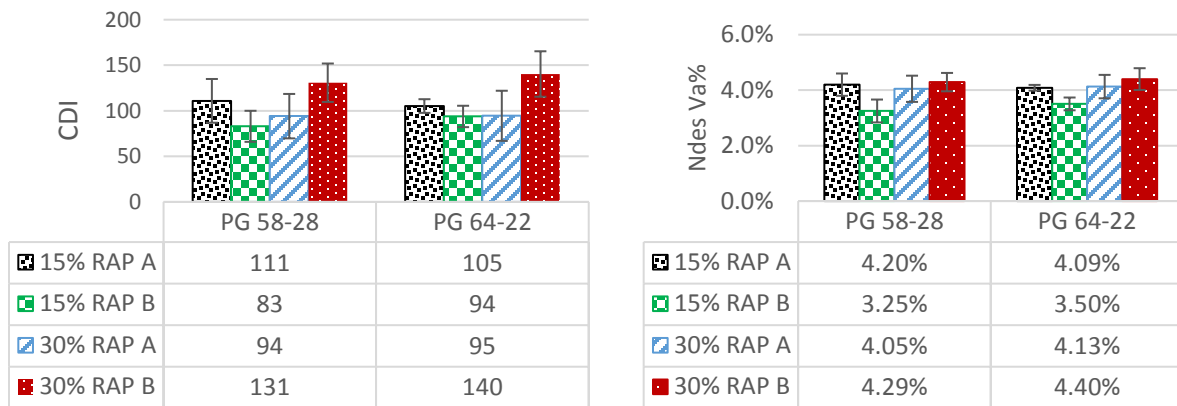 200
150
100
50
0
CDI
PG 58-28 PG 64-22
15% RAP A 111 105
15% RAP B 83 94
30% RAP A 94 95
30% RAP B 131 140
6.0%
4.0%
2.0%
0.0%
Ndes Va%
PG 58-28 PG 64-22
15% RAP A 4.20% 4.09%
15% RAP B 3.25% 3.50%
30% RAP A 4.05% 4.13%
30% RAP B 4.29% 4.40%